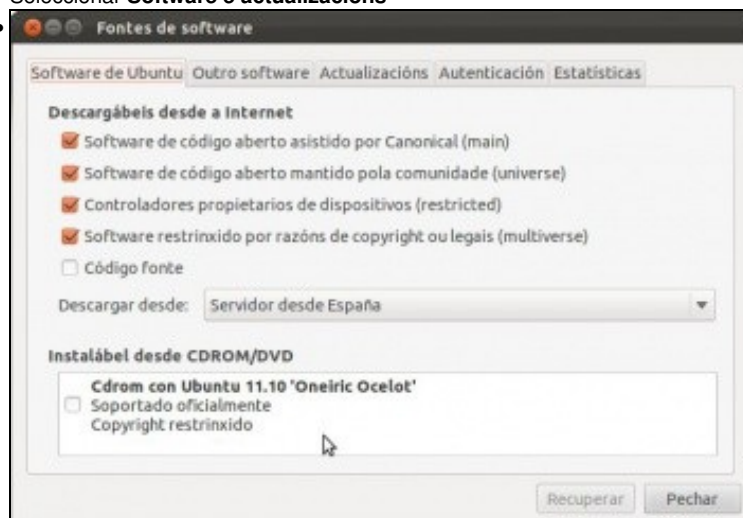 Seleccionar Software e actualizacións
Fontes de software
Software de Ubuntu Outro software Actualizacións Autenticación Estatísticas
Descargábeis desde a Internet
Software de código aberto asistido por Canonical (main)
Software de código aberto mantido pola comunidade (universe)
Controladores propietarios de dispositivos (restricted)
Software restrinxido por razóns de copyright ou legais (multiverse)
Código fonte
Descargar desde: Servidor desde España
Instalábel desde CDROM/DVD
Cdrom con Ubuntu 11.10 'Oneiric Ocelot'
Soportado oficialmente
Copyright restrinxido
Recuperar Pechar